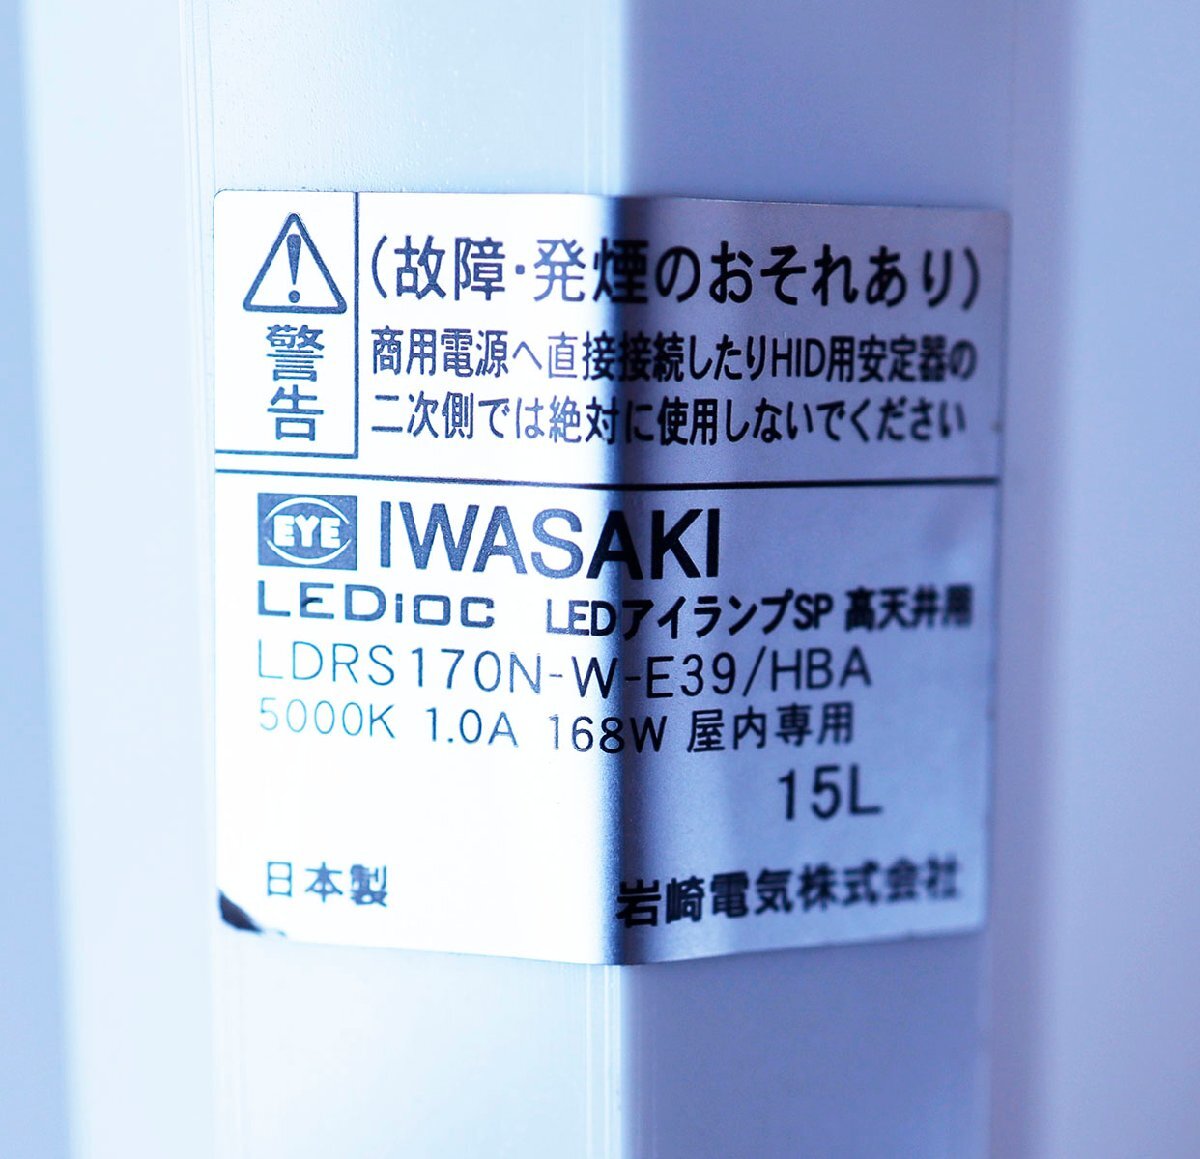 警告
（故障・発煙のおそれあり）
商用電源へ直接接続したりHID用安定器の
二次側では絶対に使用しないでください
EYE IWASAKI
LEDioc LEDアイランプSP 高天井用
LDRS170N-W-E39/HBA
5000K 1.0A 168W 屋内専用
15L
日本製 岩崎電気株式会社